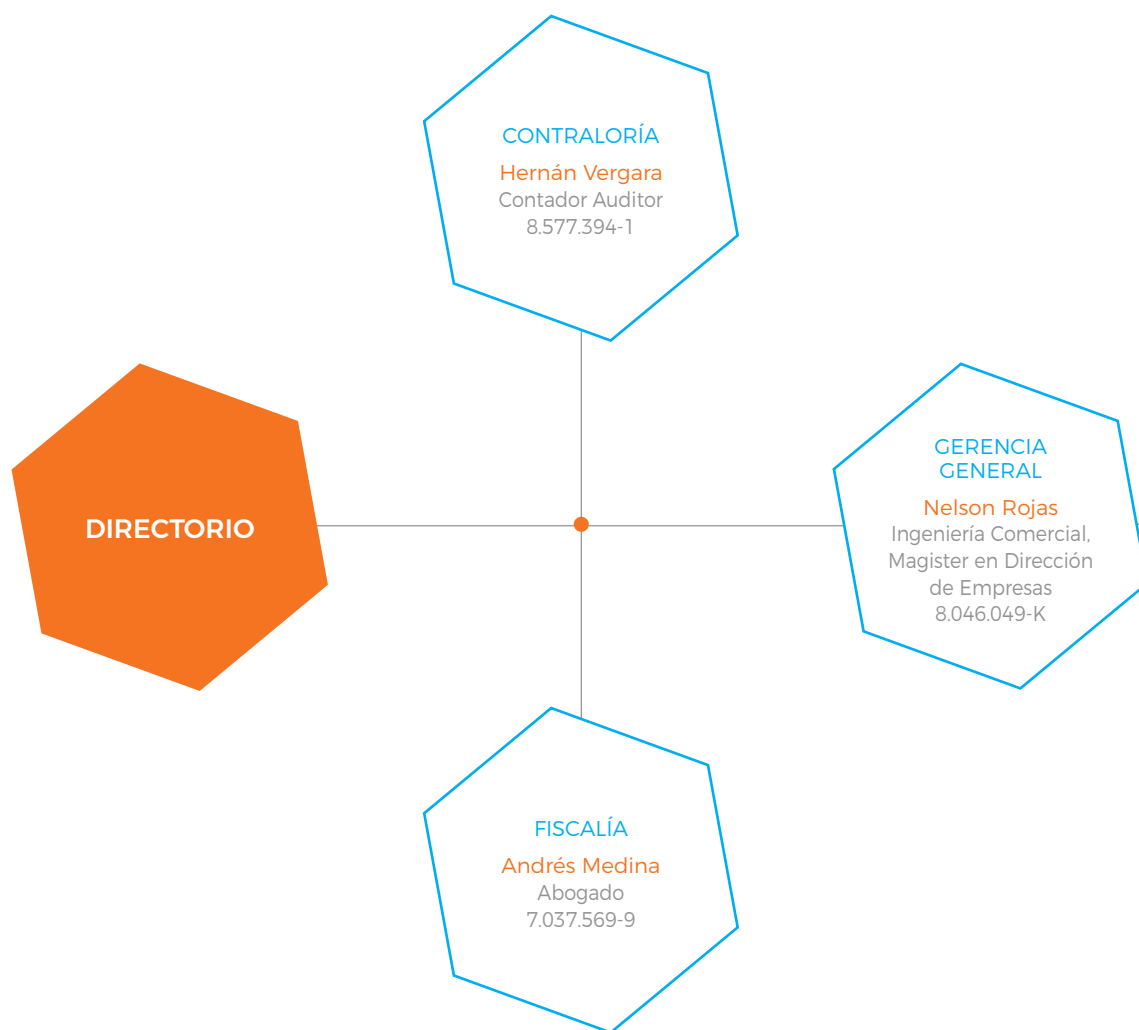 CONTRALORÍA
Hernán Vergara
Contador Auditor
8.577.394-1
DIRECTORIO
GERENCIA
GENERAL
Nelson Rojas
Ingeniería Comercial,
Magister en Dirección
de Empresas
8.046.049-K
FISCALÍA
Andrés Medina
Abogado
7.037.569-9